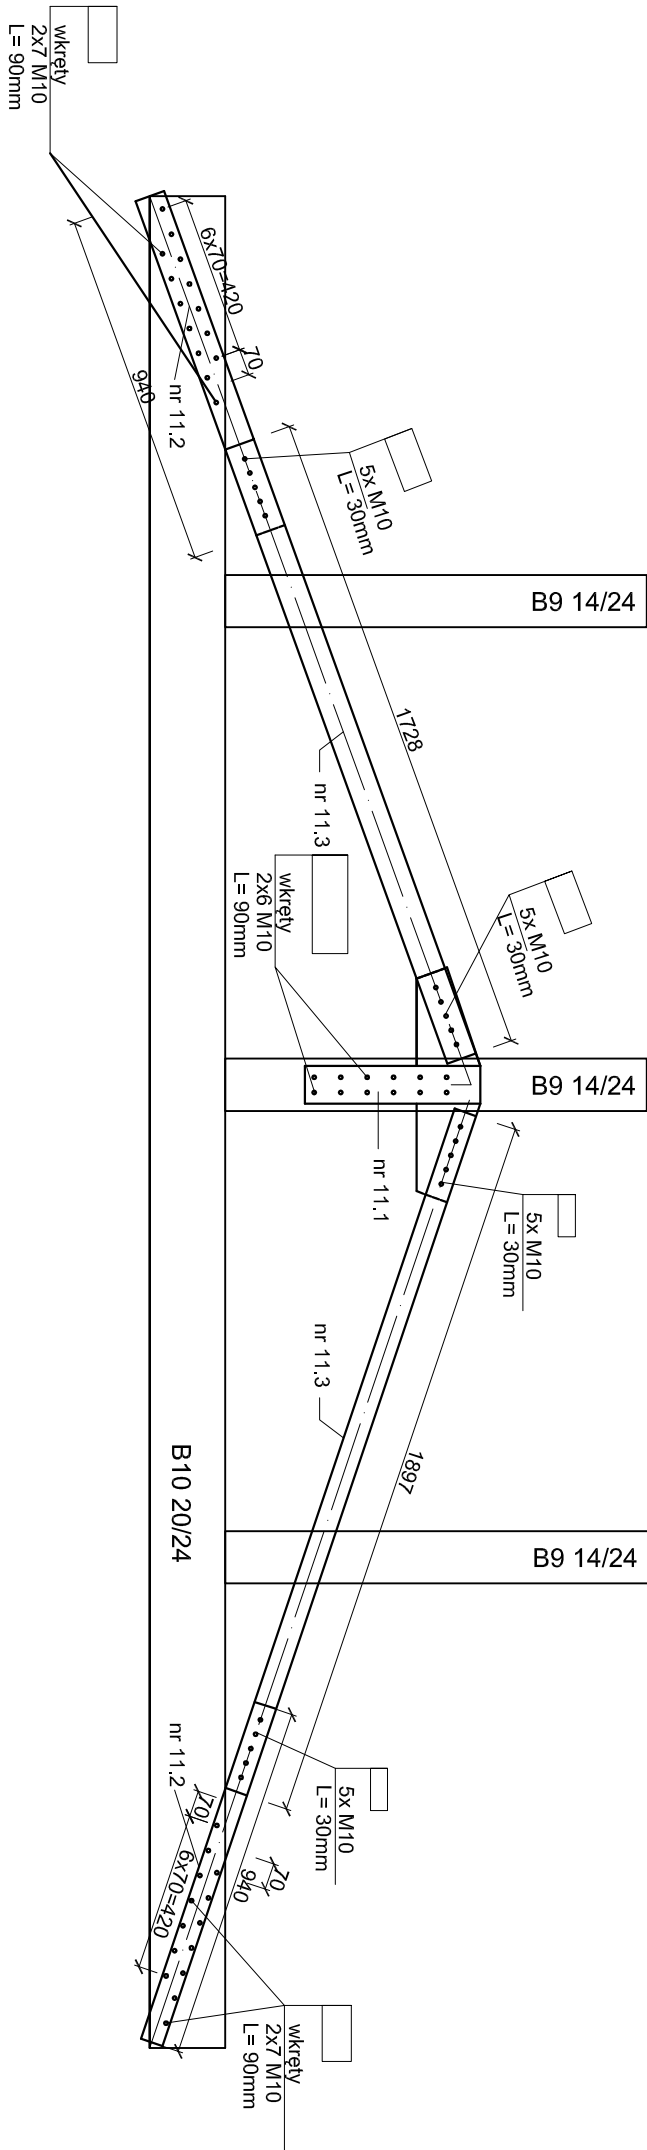 wkręty
2x7 M10
L= 90mm
6x70=420
70
940
nr 11.2
5x M10
L= 30mm
B9 14/24
1728
nr 11.3
wkręty
2x6 M10
L= 90mm
5x M10
L= 30mm
B9 14/24
nr 11.1
5x M10
L= 30mm
nr 11.3
1897
B10 20/24
B9 14/24
5x M10
L= 30mm
nr 11.2
70
6x70=420
940
70
wkręty
2x7 M10
L= 90mm